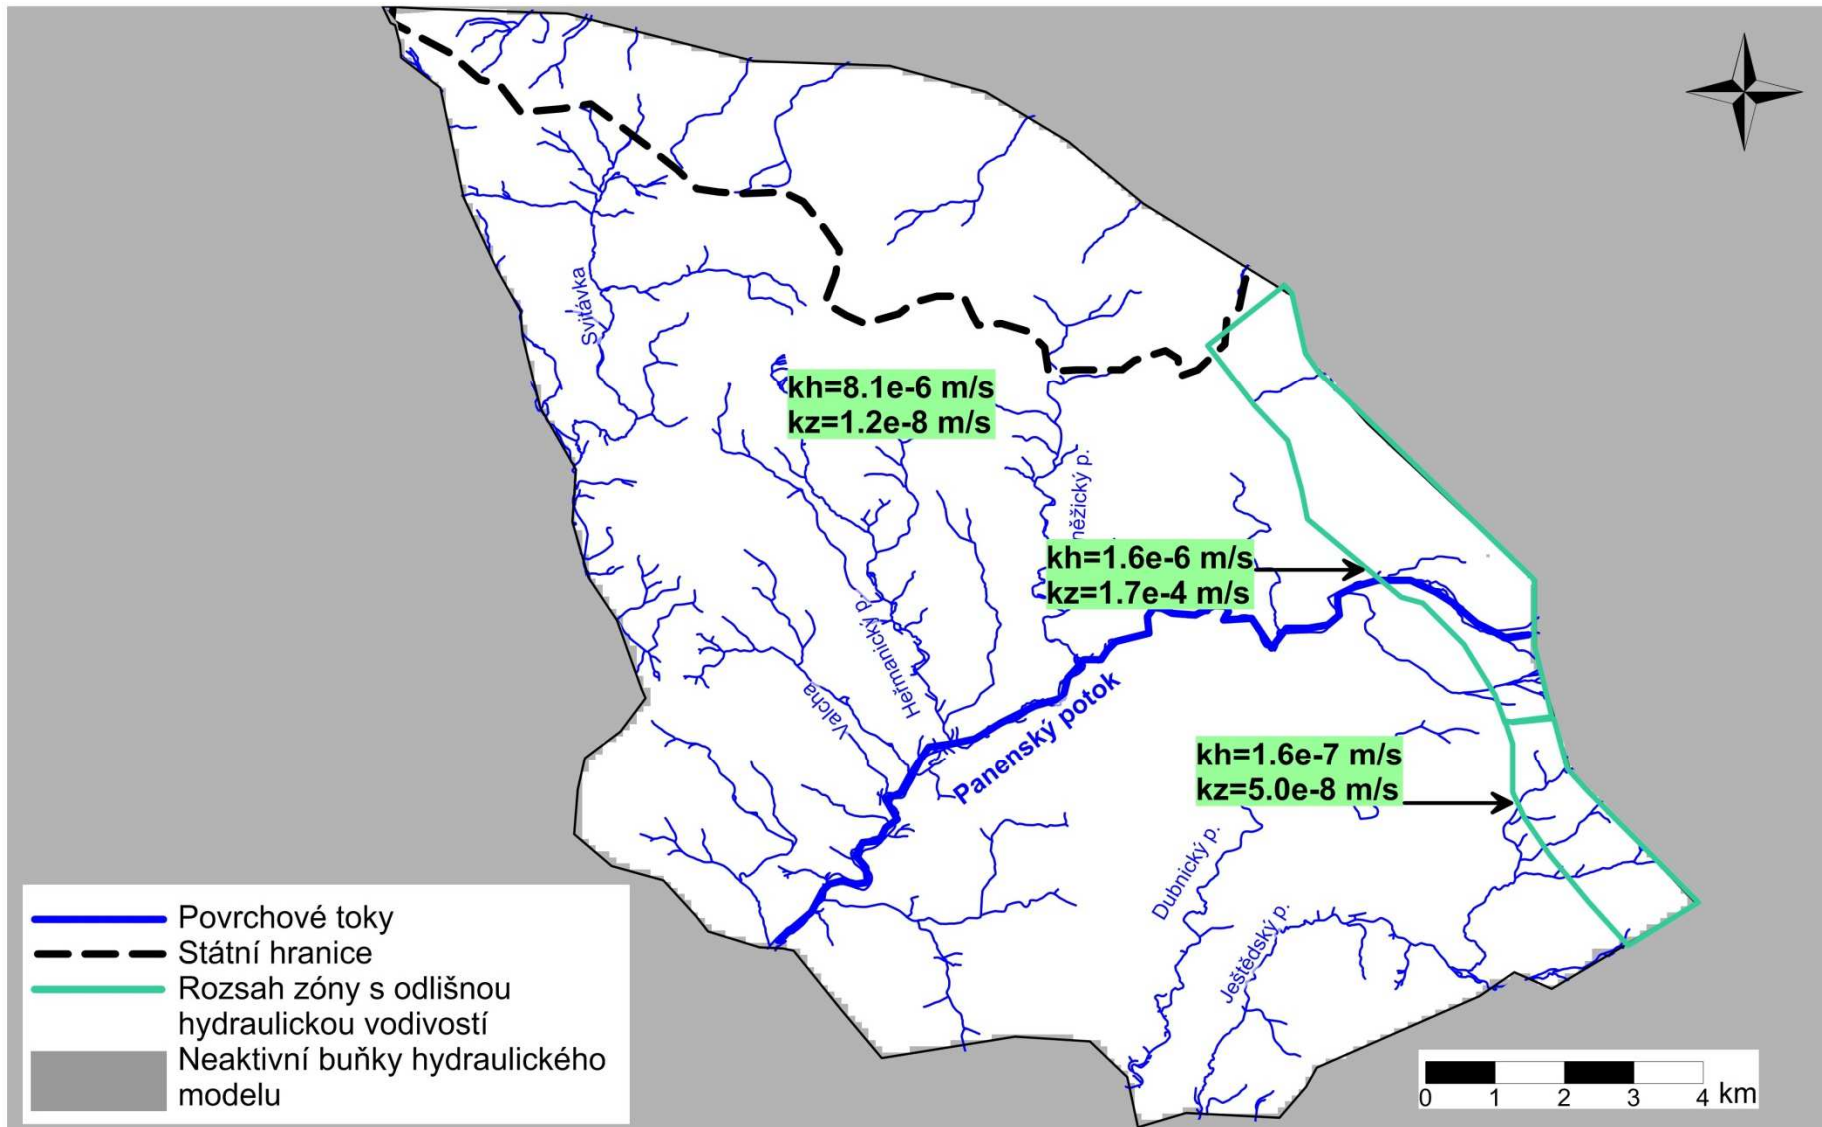 Svitávka
kh=8.1e-6 m/s
kz=1.2e-8 m/s
něžický p.
kh=1.6e-6 m/s
kz=1.7e-4 m/s
Heřmanický p.
Valcha
Panenský potok
kh=1.6e-7 m/s
kz=5.0e-8 m/s
Dubnický p.
Ještědský p.
Povrchové toky
Státní hranice
Rozsah zóny s odlišnou
hydraulickou vodivostí
Neaktivní buňky hydraulického
modelu
0 1 2 3 4 km